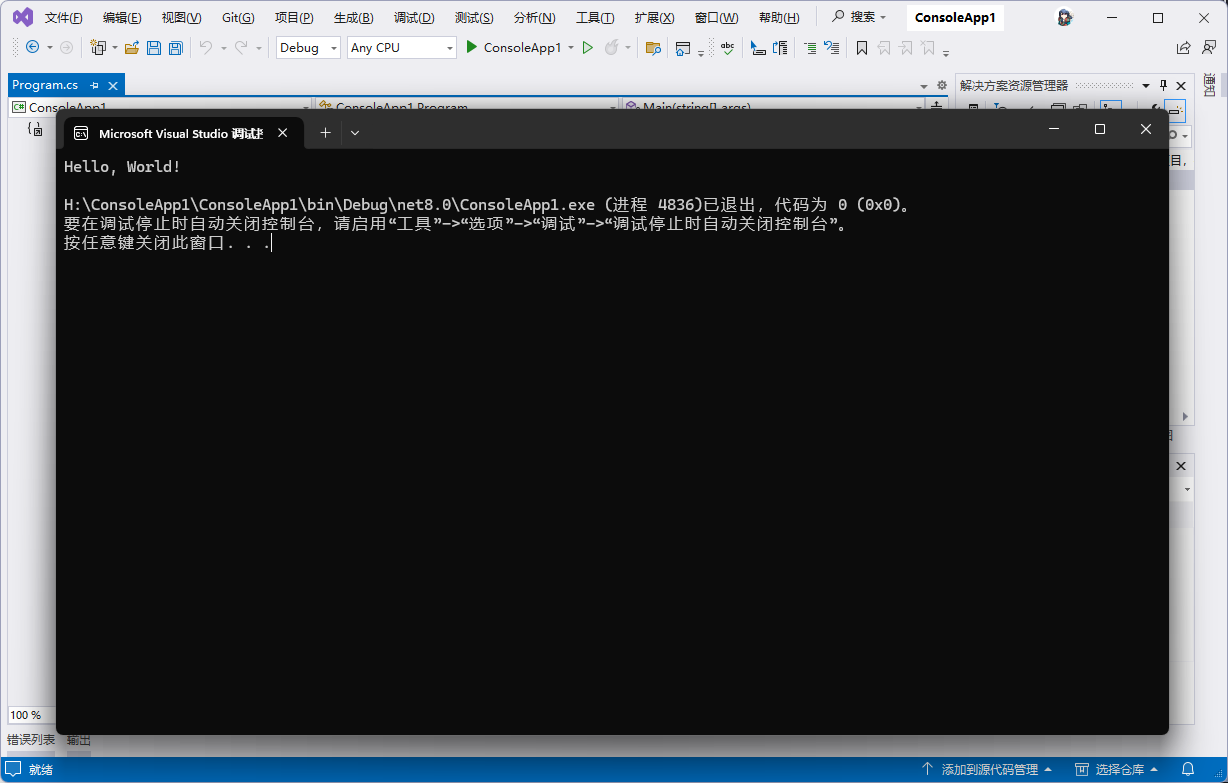 文件(F) 编辑(E) 视图(V) Git(G) 项目(P) 生成(B) 调试(D) 测试(S) 分析(N) 工具(T) 扩展(X) 窗口(W) 帮助(H) 搜索 ConsoleApp1
Debug Any CPU ConsoleApp1
Program.cs 解决方案资源管理器
ConsoleApp1 ConsoleApp1.Program Main(string[] args)
Microsoft Visual Studio 调试
Hello, World!
H:\ConsoleApp1\ConsoleApp1\bin\Debug\net8.0\ConsoleApp1.exe (进程 4836)已退出，代码为 0 (0x0)。
要在调试停止时自动关闭控制台，请启用“工具”->“选项”->“调试”->“调试停止时自动关闭控制台”。
按任意键关闭此窗口. . .
100 %
错误列表 输出
就绪 添加到源代码管理 选择仓库